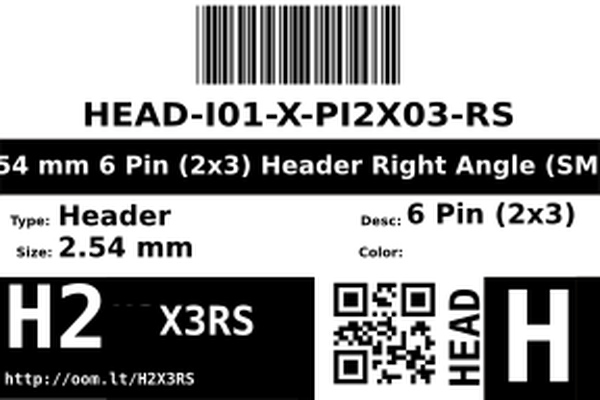 HEAD-I01-X-PI2X03-RS
54 mm 6 Pin (2x3) Header Right Angle (SM
Type: Header
Desc: 6 Pin (2x3)
Size: 2.54 mm
Color:
H2 X3RS
HEAD
H
http://oom.lt/H2X3RS